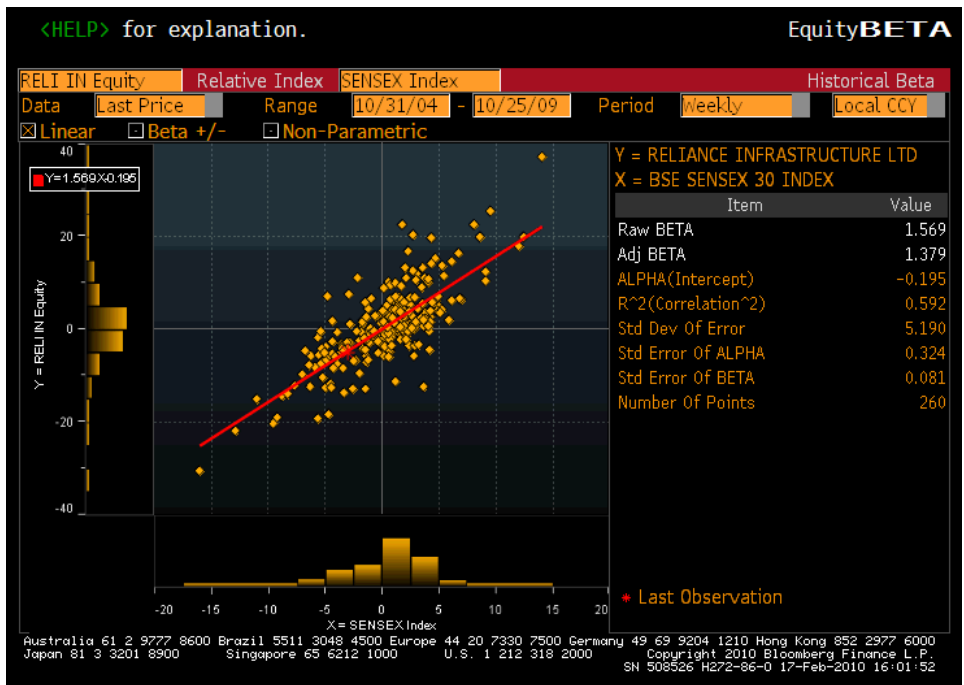 <HELP> for explanation. EquityBETA
RELI IN Equity Relative Index SENSEX Index Historical Beta
Data Last Price Range 10/31/04 - 10/25/09 Period Weekly Local CCY
Linear Beta +/- Non-Parametric
Y = RELIANCE INFRASTRUCTURE LTD
X = BSE SENSEX 30 INDEX
Item Value
Raw BETA 1.569
Adj BETA 1.379
ALPHA(Intercept) -0.195
R^2(Correlation^2) 0.592
Std Dev Of Error 5.190
Std Error Of ALPHA 0.324
Std Error Of BETA 0.081
Number Of Points 260
* Last Observation
40
Y=1.569X-0.195
20
0
-20
-40
Y = RELI IN Equity
-20 -15 -10 -5 0 5 10 15 20
X = SENSEX Index
Australia 61 2 9777 8600 Brazil 5511 3048 4500 Europe 44 20 7330 7500 Germany 49 69 9204 1210 Hong Kong 852 2977 6000
Japan 81 3 3201 8900 Singapore 65 6212 1000 U.S. 1 212 318 2000 Copyright 2010 Bloomberg Finance L.P.
SN 508526 H272-86-0 17-Feb-2010 16:01:52